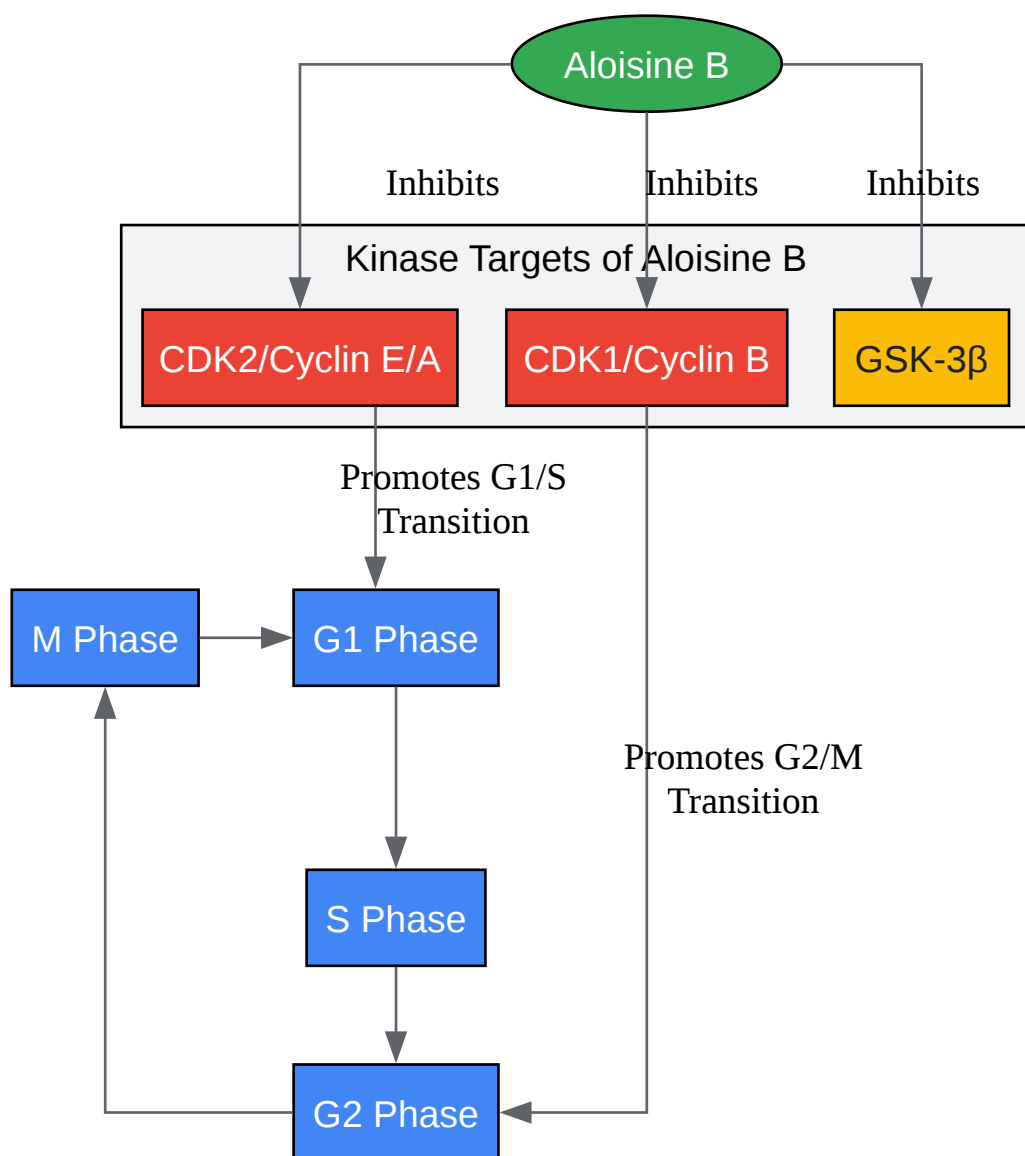 Aloisine B
Inhibits
Inhibits
Inhibits
Kinase Targets of Aloisine B
CDK2/Cyclin E/A
CDK1/Cyclin B
GSK-3β
Promotes G1/S
Transition
M Phase
G1 Phase
Promotes G2/M
Transition
S Phase
G2 Phase